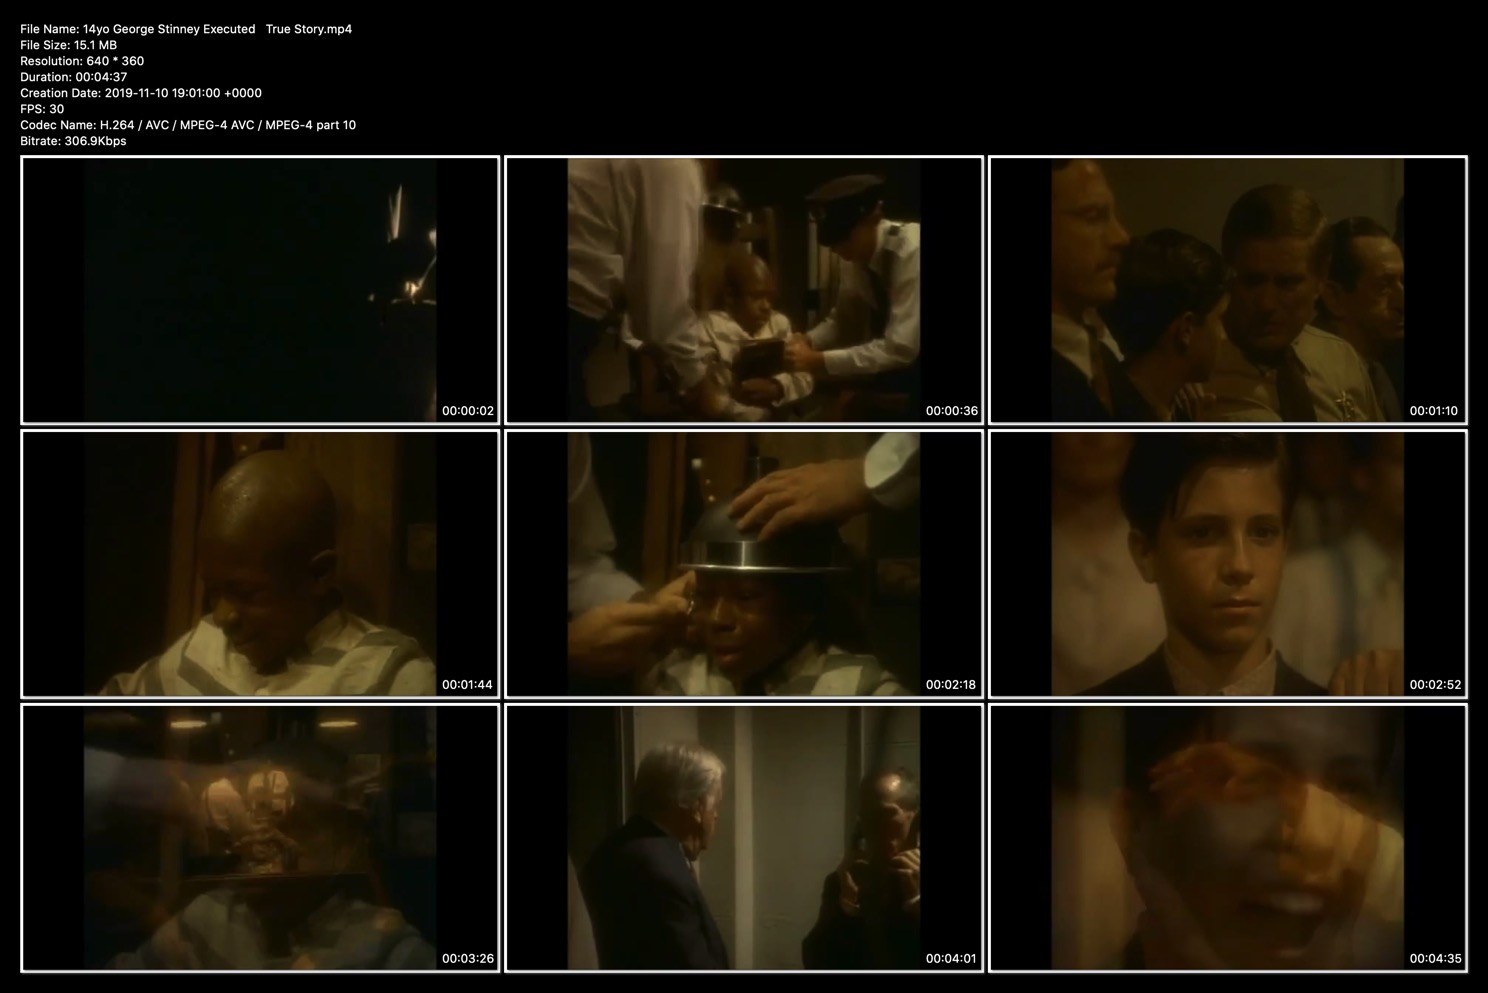 File Name: 14yo George Stinney Executed   True Story.mp4
File Size: 15.1 MB
Resolution: 640 * 360
Duration: 00:04:37
Creation Date: 2019-11-10 19:01:00 +0000
FPS: 30
Codec Name: H.264 / AVC / MPEG-4 AVC / MPEG-4 part 10
Bitrate: 306.9Kbps
00:00:02
00:00:36
00:01:10
00:01:44
00:02:18
00:02:52
00:03:26
00:04:01
00:04:35